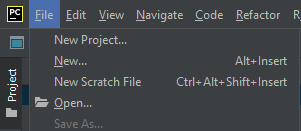 PC File Edit View Navigate Code Refactor
New Project...
New... Alt+Insert
New Scratch File Ctrl+Alt+Shift+Insert
Open...
Save As...
Project